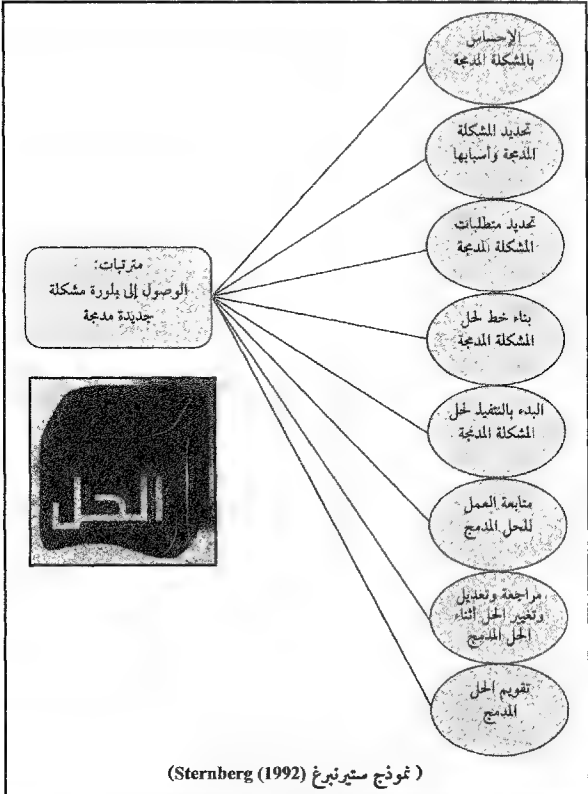 الإحساس
بالمشكلة المدمجة
تحديد المشكلة
المدمجة وأسبابها
تحديد متطلبات
المشكلة المدمجة
مترتبات:
الوصول إلى بلورة مشكلة
جديدة مدمجة
بناء خط لحل
المشكلة المدمجة
البدء بالتنفيذ لحل
المشكلة المدمجة
الحل
متابعة العمل
للحل المدمج
مراجعة وتعديل
وتغيير الحل أثناء
الحل المدمج
تقويم الحل
المدمج
( نموذج ستيرنبرغ Sternberg (1992)‎)